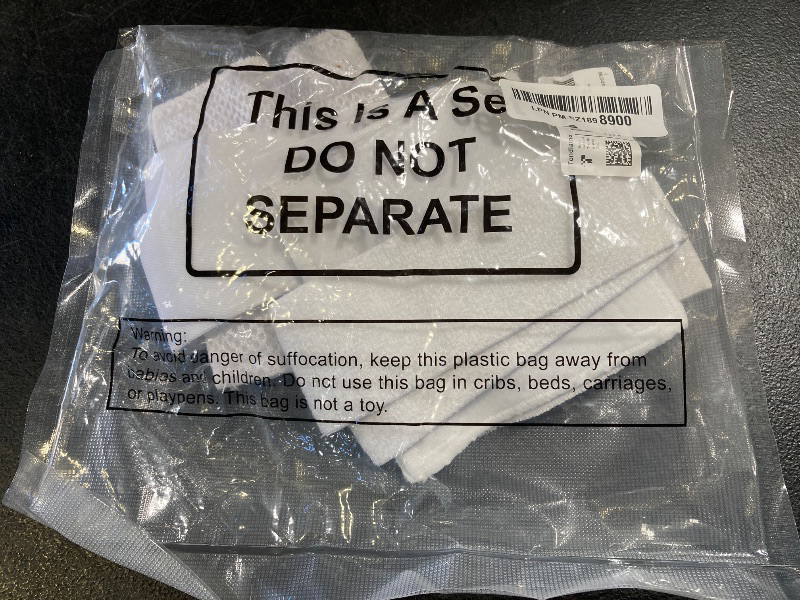 This Is A Se
DO NOT
SEPARATE
8900
Warning:
To avoid danger of suffocation, keep this plastic bag away from
babies and children. Do not use this bag in cribs, beds, carriages,
or playpens. This bag is not a toy.